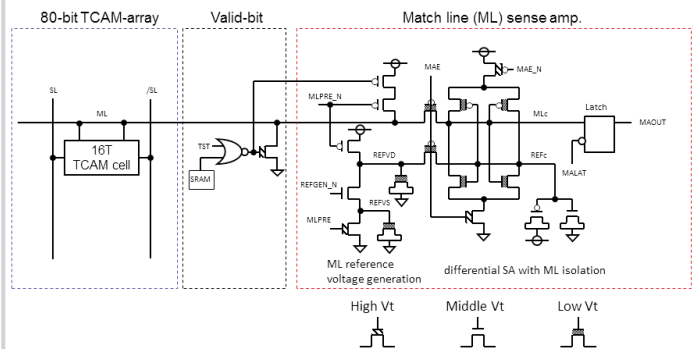 80-bit TCAM-array
Valid-bit
Match line (ML) sense amp.
SL
/SL
ML
16T
TCAM cell
TST
SRAM
MLPRE_N
MAE
MAE_N
MLc
Latch
MAOUT
REFVD
REFc
MALAT
REFGEN_N
REFVS
MLPRE
ML reference
voltage generation
differential SA with ML isolation
High Vt
Middle Vt
Low Vt